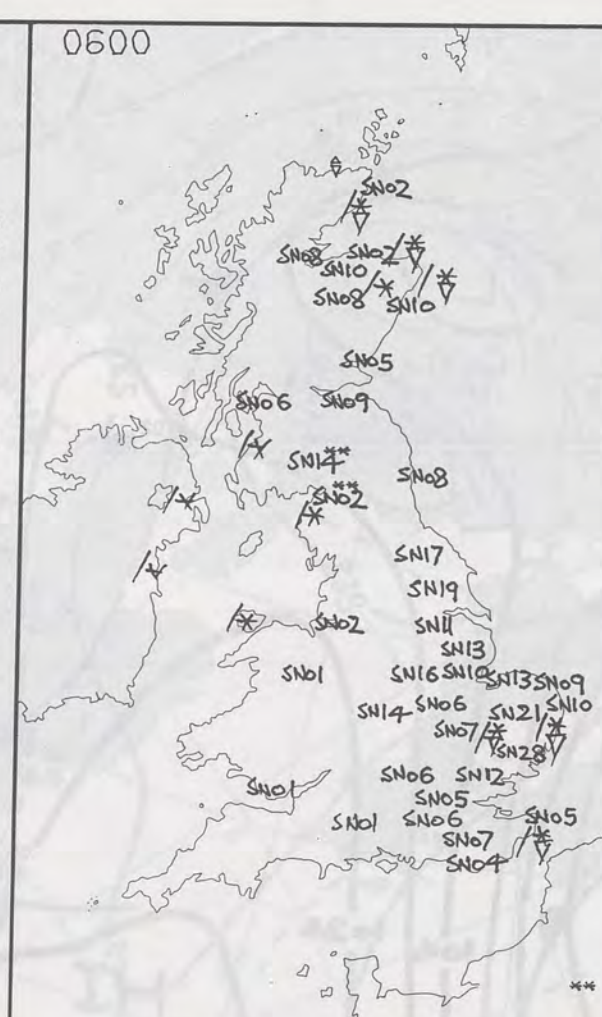 0600
SN02
SN08 SN02
SN10
SN08 SN10
SN05
SN06 SN09
SN14 **
SN02 **
SN08
SN17
SN19
SN02 SN11
SN13
SN01 SN16 SN10 SN13 SN09
SN14 SN06 SN21 SN10
SN07
SN28
SN01 SN06 SN12
SN05
SN01 SN06 SN05
SN07
SN04
**